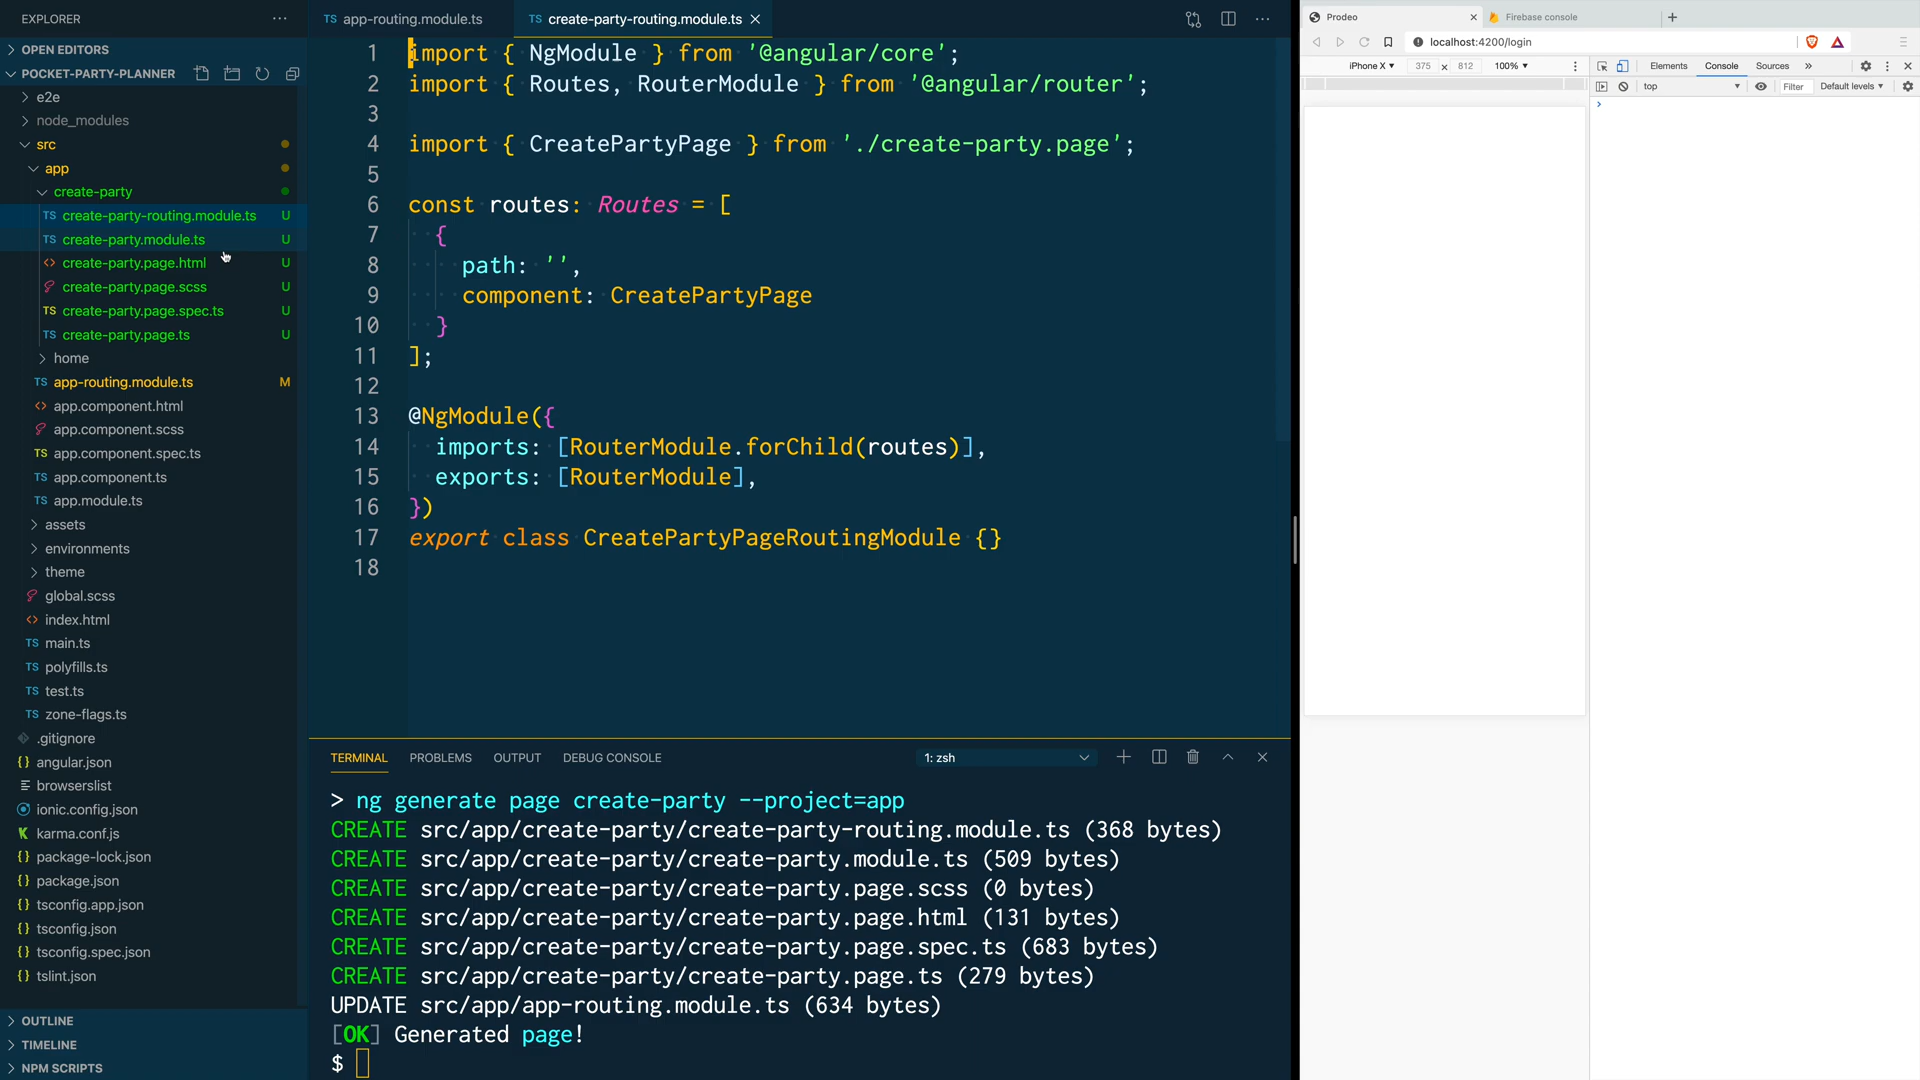 EXPLORER
OPEN EDITORS
POCKET-PARTY-PLANNER
e2e
node_modules
src
app
create-party
TS create-party-routing.module.ts U
TS create-party.module.ts U
<> create-party.page.html U
create-party.page.scss U
TS create-party.page.spec.ts U
TS create-party.page.ts U
home
TS app-routing.module.ts M
<> app.component.html
app.component.scss
TS app.component.spec.ts
TS app.component.ts
TS app.module.ts
assets
environments
theme
global.scss
<> index.html
TS main.ts
TS polyfills.ts
TS test.ts
TS zone-flags.ts
.gitignore
{} angular.json
browserslist
ionic.config.json
K karma.conf.js
{} package-lock.json
{} package.json
{} tsconfig.app.json
{} tsconfig.json
{} tsconfig.spec.json
{} tslint.json
OUTLINE
TIMELINE
NPM SCRIPTS
TS app-routing.module.ts
TS create-party-routing.module.ts
1 import { NgModule } from '@angular/core';
2 import { Routes, RouterModule } from '@angular/router';
3
4 import { CreatePartyPage } from './create-party.page';
5
6 const routes: Routes = [
7 {
8 path: '',
9 component: CreatePartyPage
10 }
11 ];
12
13 @NgModule({
14 imports: [RouterModule.forChild(routes)],
15 exports: [RouterModule],
16 })
17 export class CreatePartyPageRoutingModule {}
18
TERMINAL PROBLEMS OUTPUT DEBUG CONSOLE 1: zsh
> ng generate page create-party --project=app
CREATE src/app/create-party/create-party-routing.module.ts (368 bytes)
CREATE src/app/create-party/create-party.module.ts (509 bytes)
CREATE src/app/create-party/create-party.page.scss (0 bytes)
CREATE src/app/create-party/create-party.page.html (131 bytes)
CREATE src/app/create-party/create-party.page.spec.ts (683 bytes)
CREATE src/app/create-party/create-party.page.ts (279 bytes)
UPDATE src/app/app-routing.module.ts (634 bytes)
[OK] Generated page!
$
Prodeo
Firebase console
localhost:4200/login
iPhone X ▾ 375 x 812 100% ▾
Elements Console Sources »
top Filter Default levels ▾